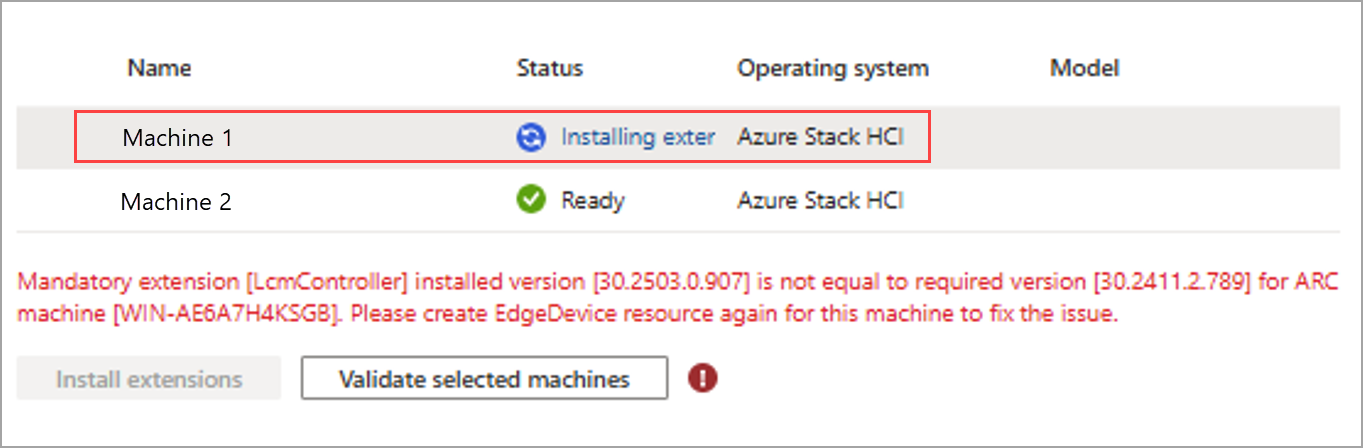 Name Status Operating system Model
Machine 1 Installing exter Azure Stack HCI
Machine 2 Ready Azure Stack HCI
Mandatory extension [LcmController] installed version [30.2503.0.907] is not equal to required version [30.2411.2.789] for ARC
machine [WIN-AE6A7H4KSGB]. Please create EdgeDevice resource again for this machine to fix the issue.
Install extensions Validate selected machines